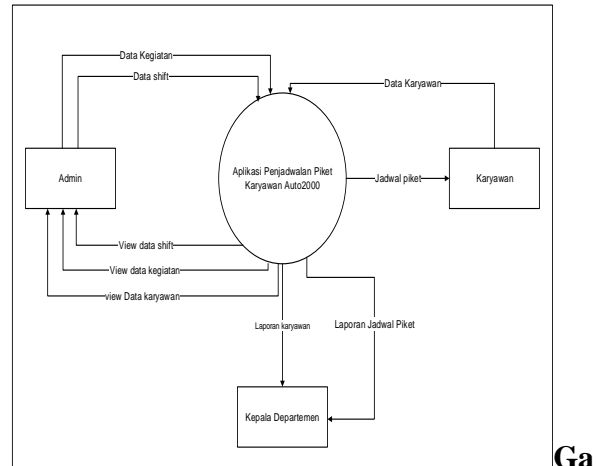 Data Kegiatan
Data shift
Data Karyawan
Admin
Aplikasi Penjadwalan Piket
Karyawan Auto2000
Jadwal piket
Karyawan
View data shift
View data kegiatan
view Data karyawan
Laporan karyawan
Laporan Jadwal Piket
Kepala Departemen
Ga